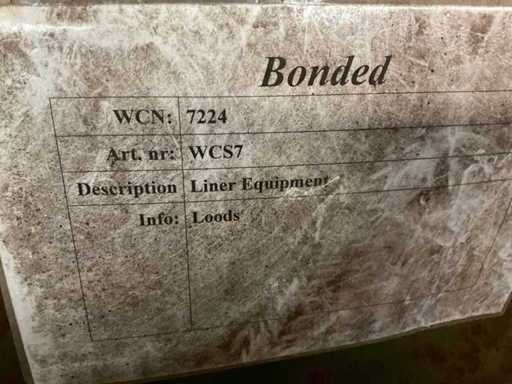 Bonded
WCN: 7224
Art. nr: WCS7
Description Liner Equipment
Info: Loods